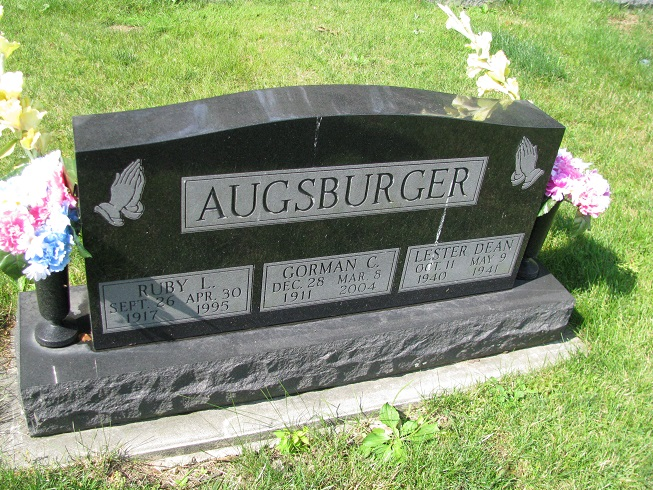 AUGSBURGER
RUBY L.
SEPT. 26 APR. 30
1917 1995
GORMAN C.
DEC. 28 MAR. 8
1911 2004
LESTER DEAN
OCT. 11 MAY 9
1940 1941